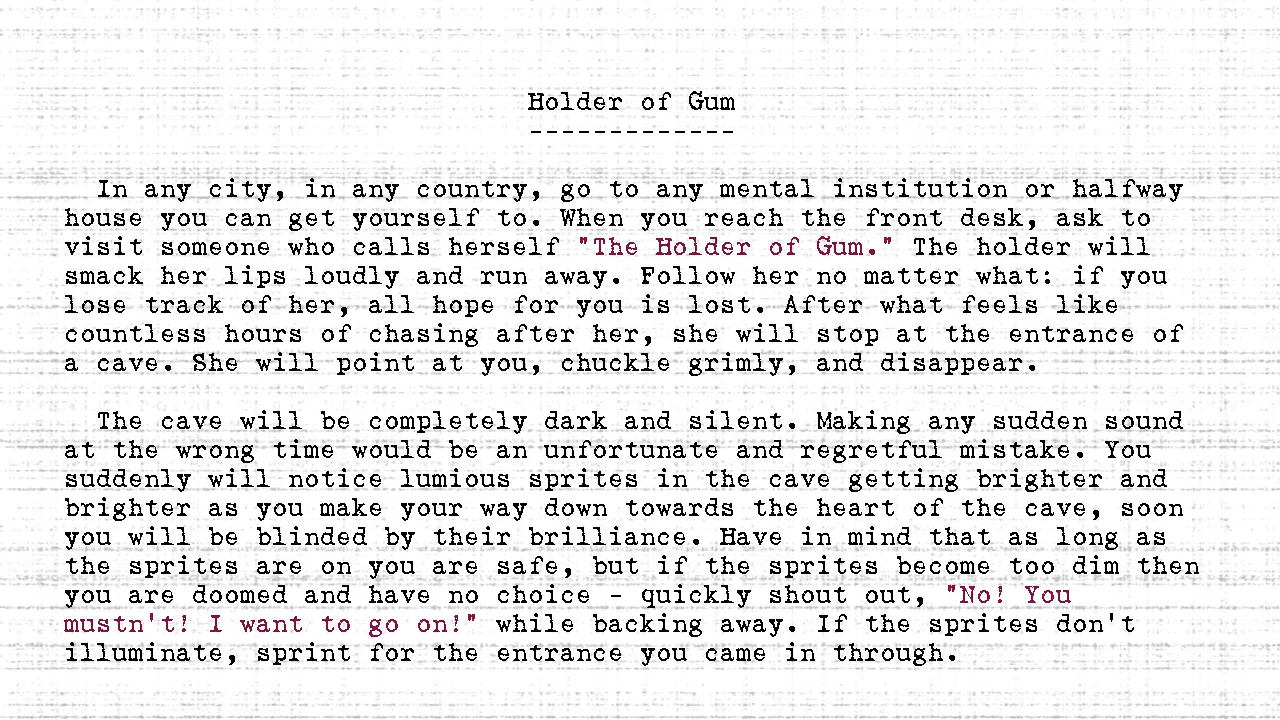 Holder of Gum
-------------
In any city, in any country, go to any mental institution or halfway
house you can get yourself to. When you reach the front desk, ask to
visit someone who calls herself "The Holder of Gum." The holder will
smack her lips loudly and run away. Follow her no matter what: if you
lose track of her, all hope for you is lost. After what feels like
countless hours of chasing after her, she will stop at the entrance of
a cave. She will point at you, chuckle grimly, and disappear.
The cave will be completely dark and silent. Making any sudden sound
at the wrong time would be an unfortunate and regretful mistake. You
suddenly will notice lumious sprites in the cave getting brighter and
brighter as you make your way down towards the heart of the cave, soon
you will be blinded by their brilliance. Have in mind that as long as
the sprites are on you are safe, but if the sprites become too dim then
you are doomed and have no choice - quickly shout out, "No! You
mustn't! I want to go on!" while backing away. If the sprites don't
illuminate, sprint for the entrance you came in through.